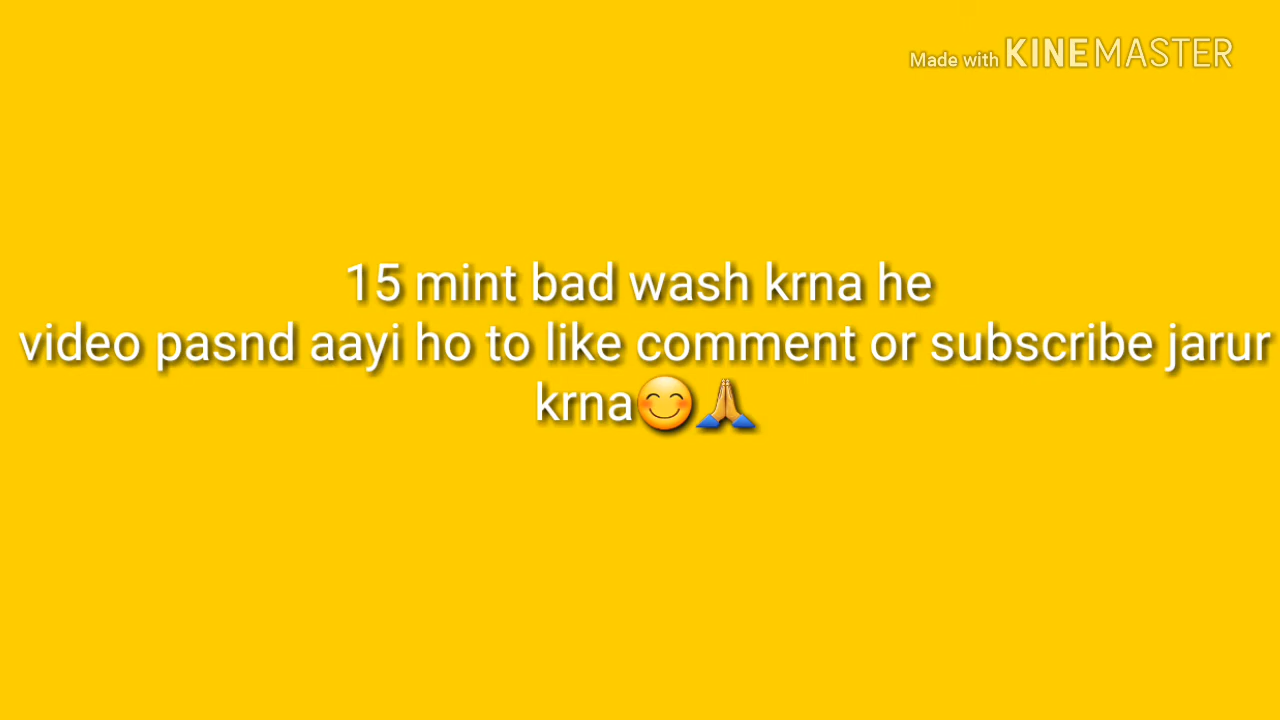 Made with KINEMASTER
15 mint bad wash krna he
video pasnd aayi ho to like comment or subscribe jarur
krna😊🙏